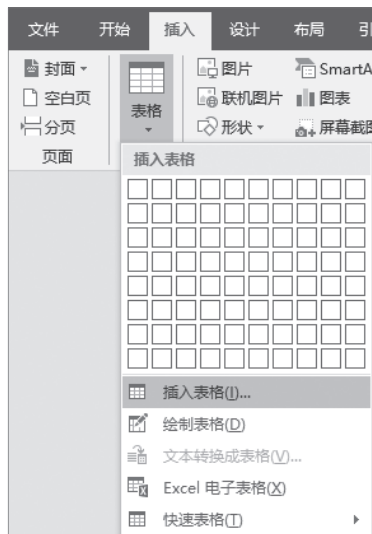 文件 开始 插入 设计 布局
封面 图片 SmartA
空白页 表格 联机图片 图表
分页 形状 屏幕截图
页面
插入表格
插入表格(I)...
绘制表格(D)
文本转换成表格(V)...
Excel 电子表格(X)
快速表格(T)